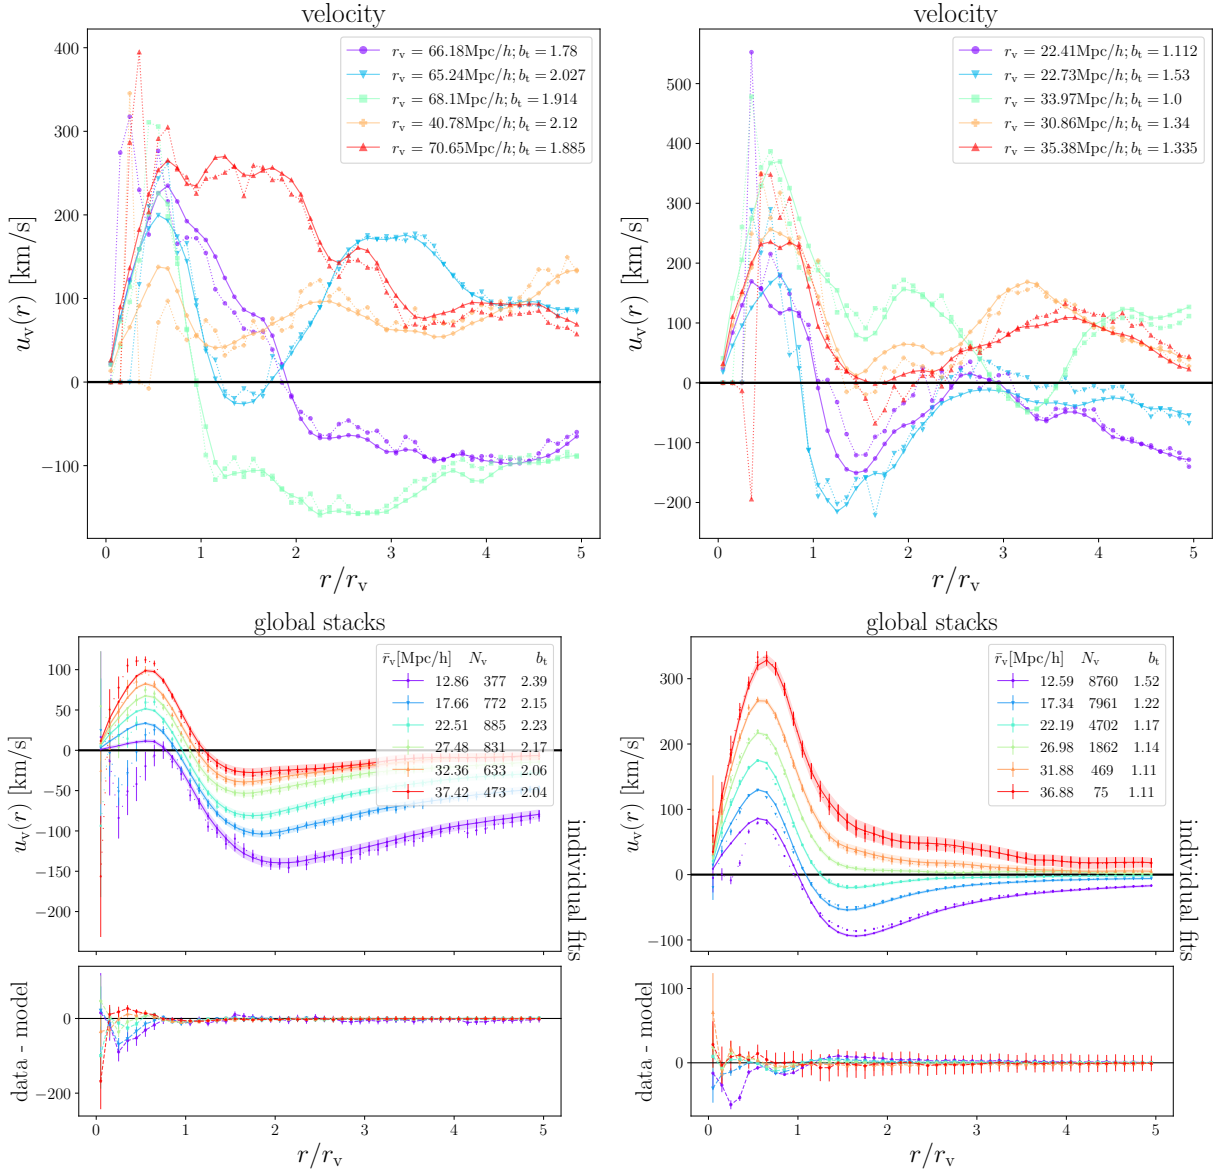 velocity
400
300
200
100
0
−100
u_v(r) [km/s]
r_v = 66.18Mpc/h; b_t = 1.78
r_v = 65.24Mpc/h; b_t = 2.027
r_v = 68.1Mpc/h; b_t = 1.914
r_v = 40.78Mpc/h; b_t = 2.12
r_v = 70.65Mpc/h; b_t = 1.885
0 1 2 3 4 5
r/r_v
velocity
500
400
300
200
100
0
−100
−200
u_v(r) [km/s]
r_v = 22.41Mpc/h; b_t = 1.112
r_v = 22.73Mpc/h; b_t = 1.53
r_v = 33.97Mpc/h; b_t = 1.0
r_v = 30.86Mpc/h; b_t = 1.34
r_v = 35.38Mpc/h; b_t = 1.335
0 1 2 3 4 5
r/r_v
global stacks
100
50
0
−50
−100
−150
−200
u_v(r) [km/s]
r̄_v[Mpc/h] N_v b_t
12.86 377 2.39
17.66 772 2.15
22.51 885 2.23
27.48 831 2.17
32.36 633 2.06
37.42 473 2.04
individual fits
0
−200
data - model
0 1 2 3 4 5
r/r_v
global stacks
300
200
100
0
−100
u_v(r) [km/s]
r̄_v[Mpc/h] N_v b_t
12.59 8760 1.52
17.34 7961 1.22
22.19 4702 1.17
26.98 1862 1.14
31.88 469 1.11
36.88 75 1.11
individual fits
100
0
data - model
0 1 2 3 4 5
r/r_v